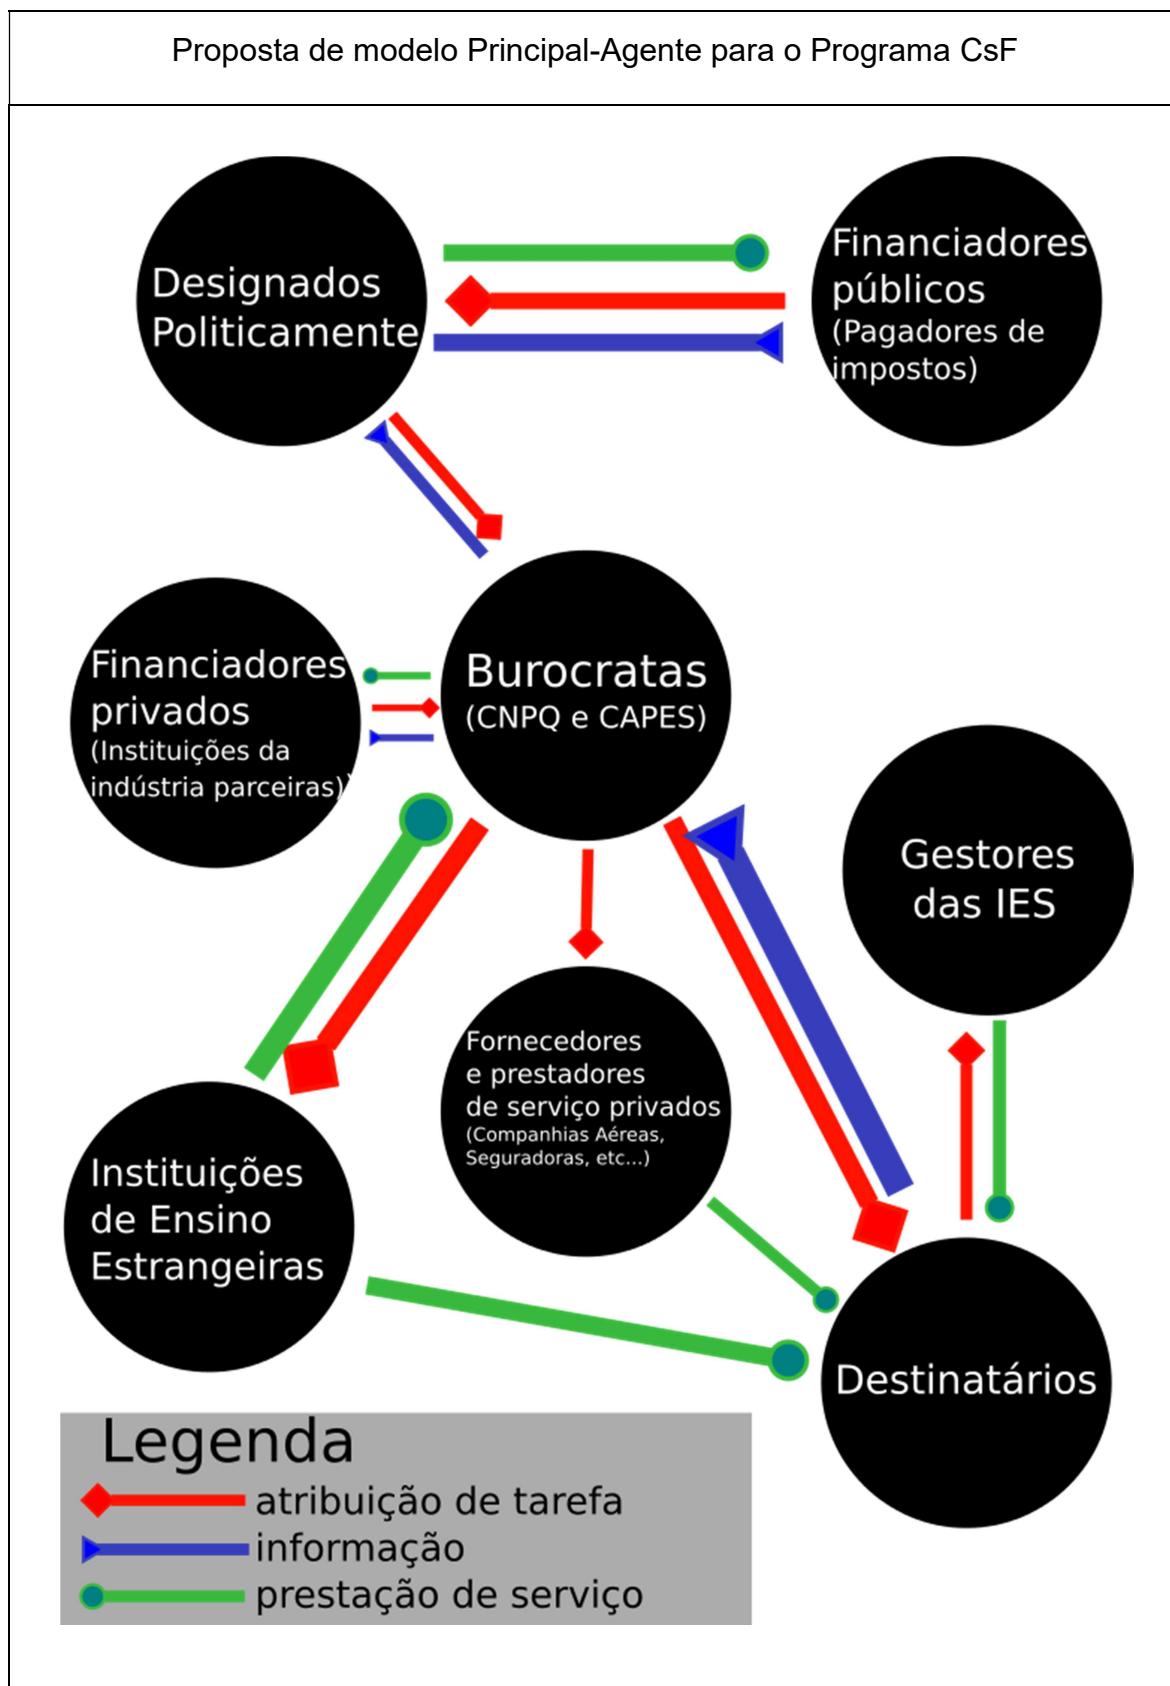 Proposta de modelo Principal-Agente para o Programa CsF
Designados
Politicamente
Financiadores
públicos
(Pagadores de
impostos)
Financiadores
privados
(Instituições da
indústria parceiras))
Burocratas
(CNPQ e CAPES)
Gestores
das IES
Fornecedores
e prestadores
de serviço privados
(Companhias Aéreas,
Seguradoras, etc...)
Instituições
de Ensino
Estrangeiras
Destinatários
Legenda
atribuição de tarefa
informação
prestação de serviço